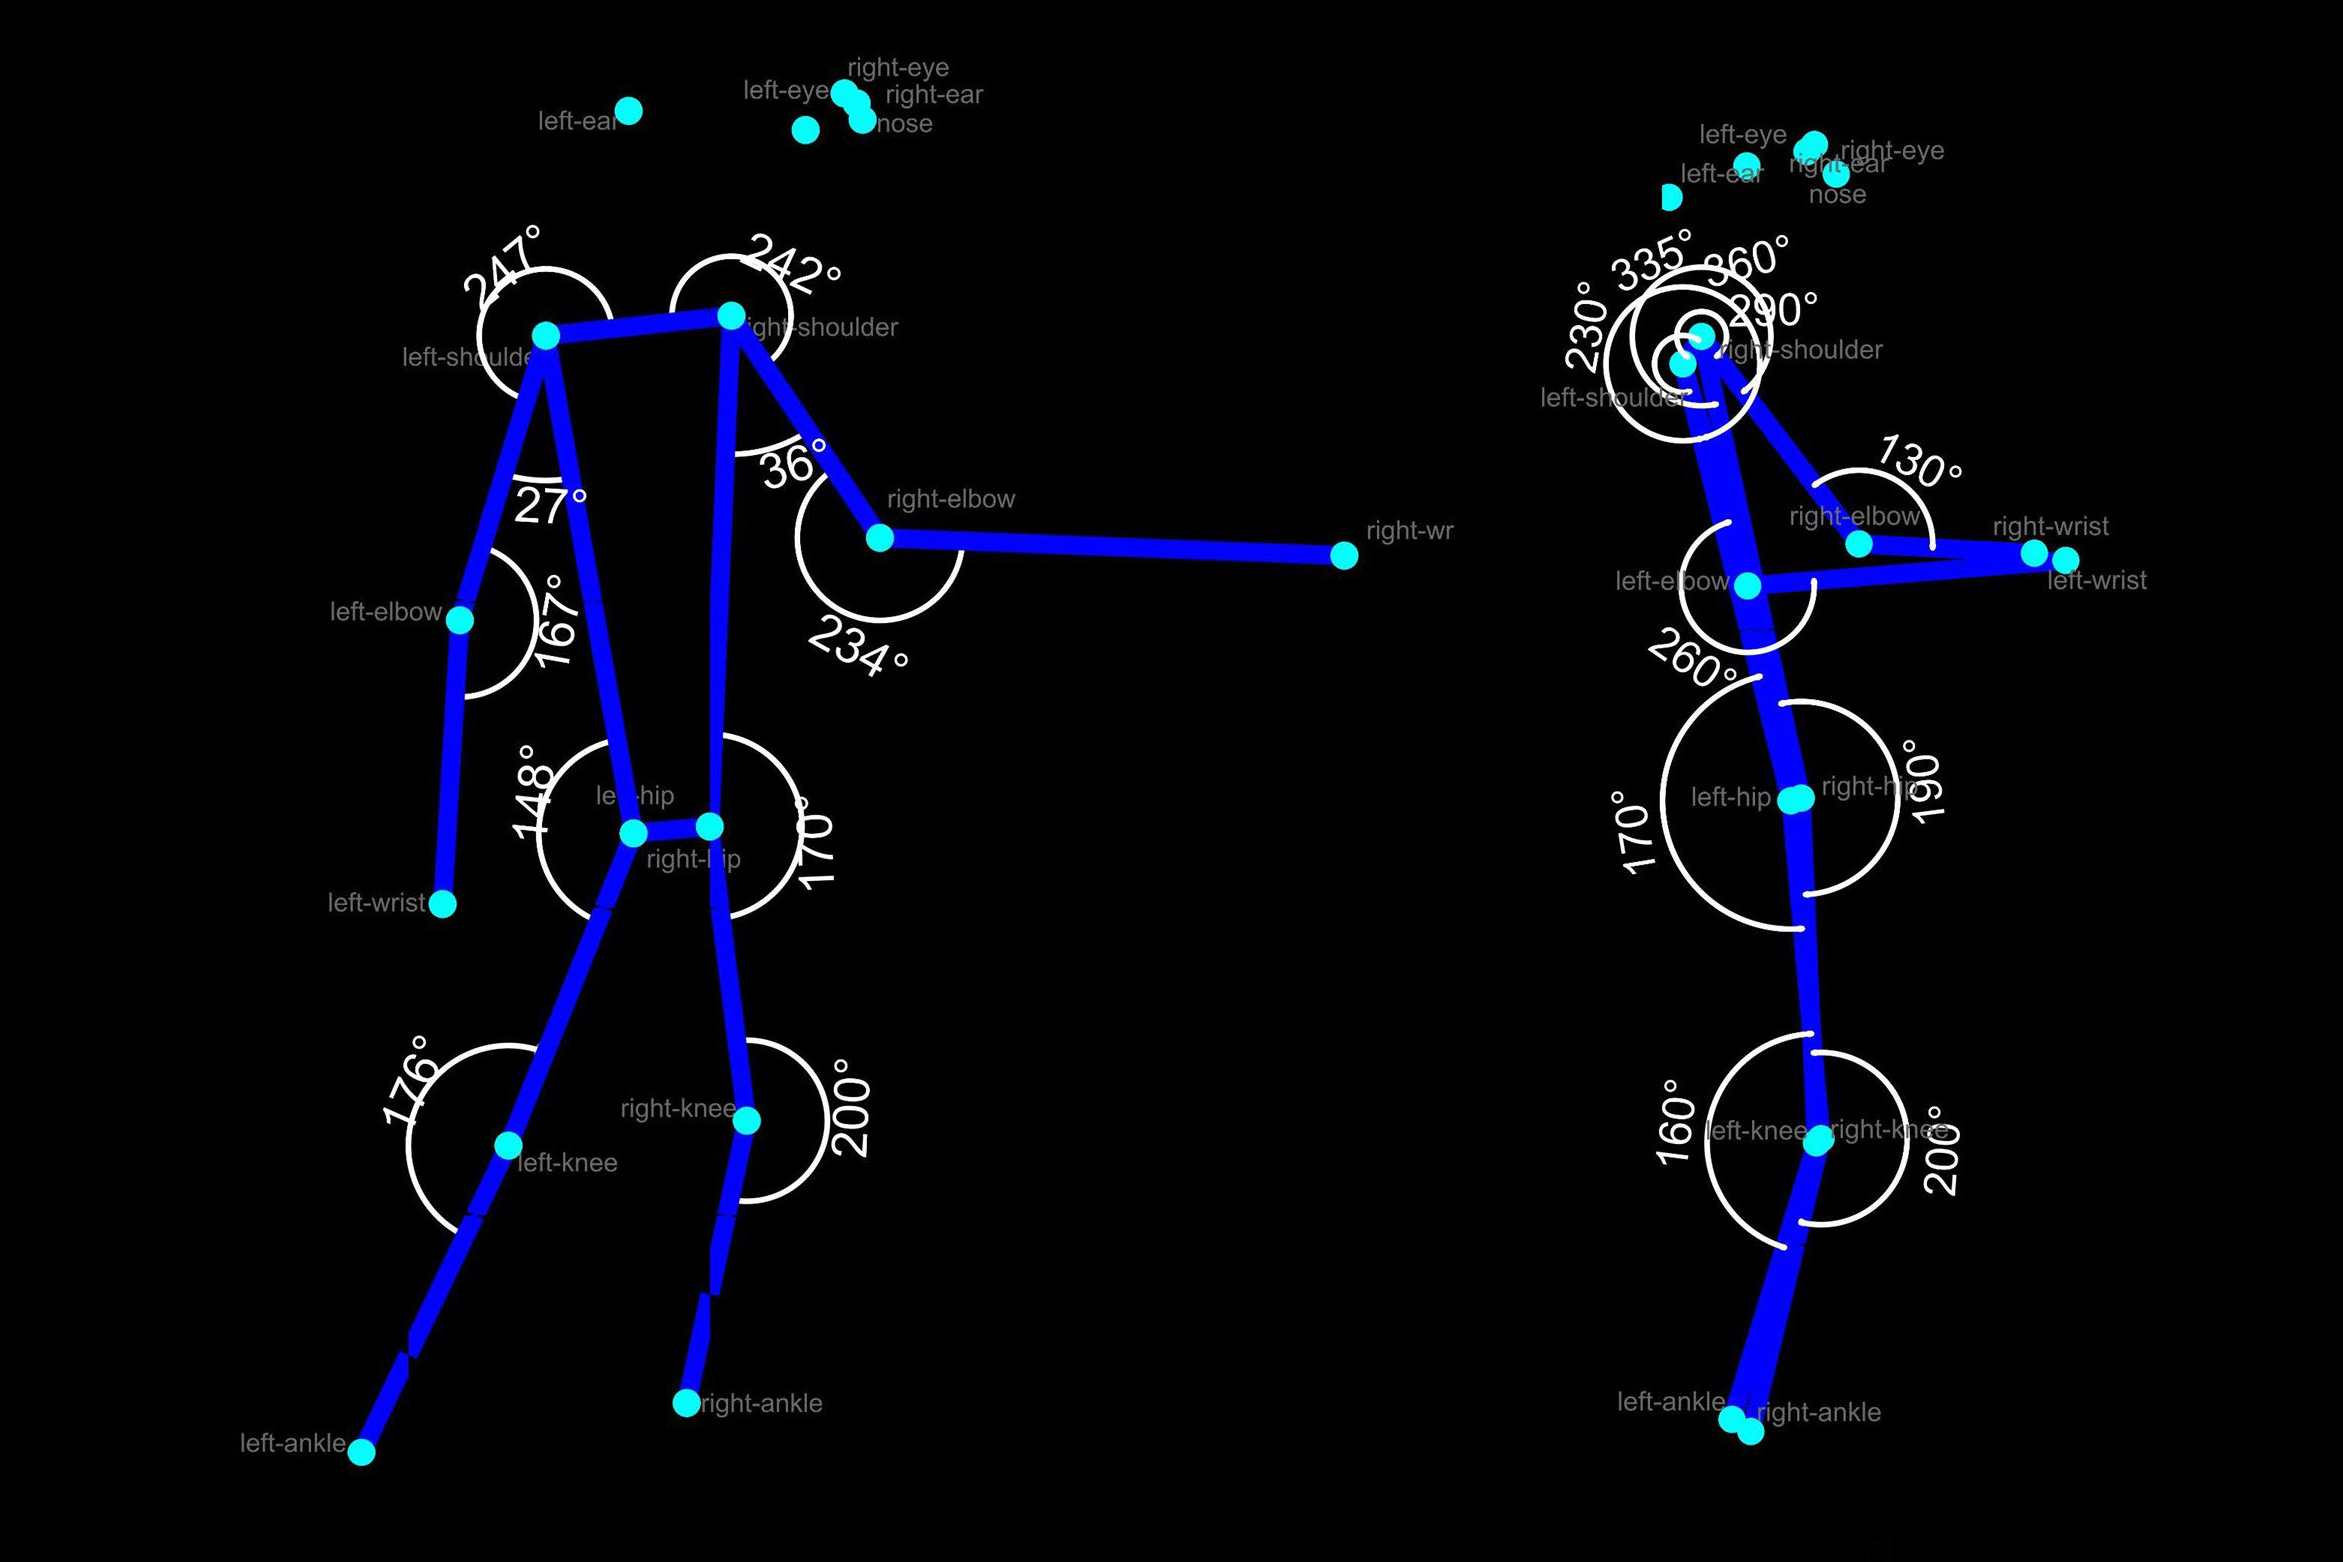 right-eye
left-eye
right-ear
left-ear
nose
247°
242°
right-shoulder
left-shoulder
27°
36°
right-elbow
right-wr
left-elbow
167°
234°
148°
left-hip
170°
right-hip
left-wrist
176°
right-knee
200°
left-knee
right-ankle
left-ankle
left-eye
right-eye
right-ear
left-ear
nose
335°
360°
230°
290°
right-shoulder
left-shoulder
130°
right-elbow
right-wrist
left-elbow
left-wrist
260°
right-hip
left-hip
190°
170°
160°
left-knee
right-knee
200°
left-ankle
right-ankle